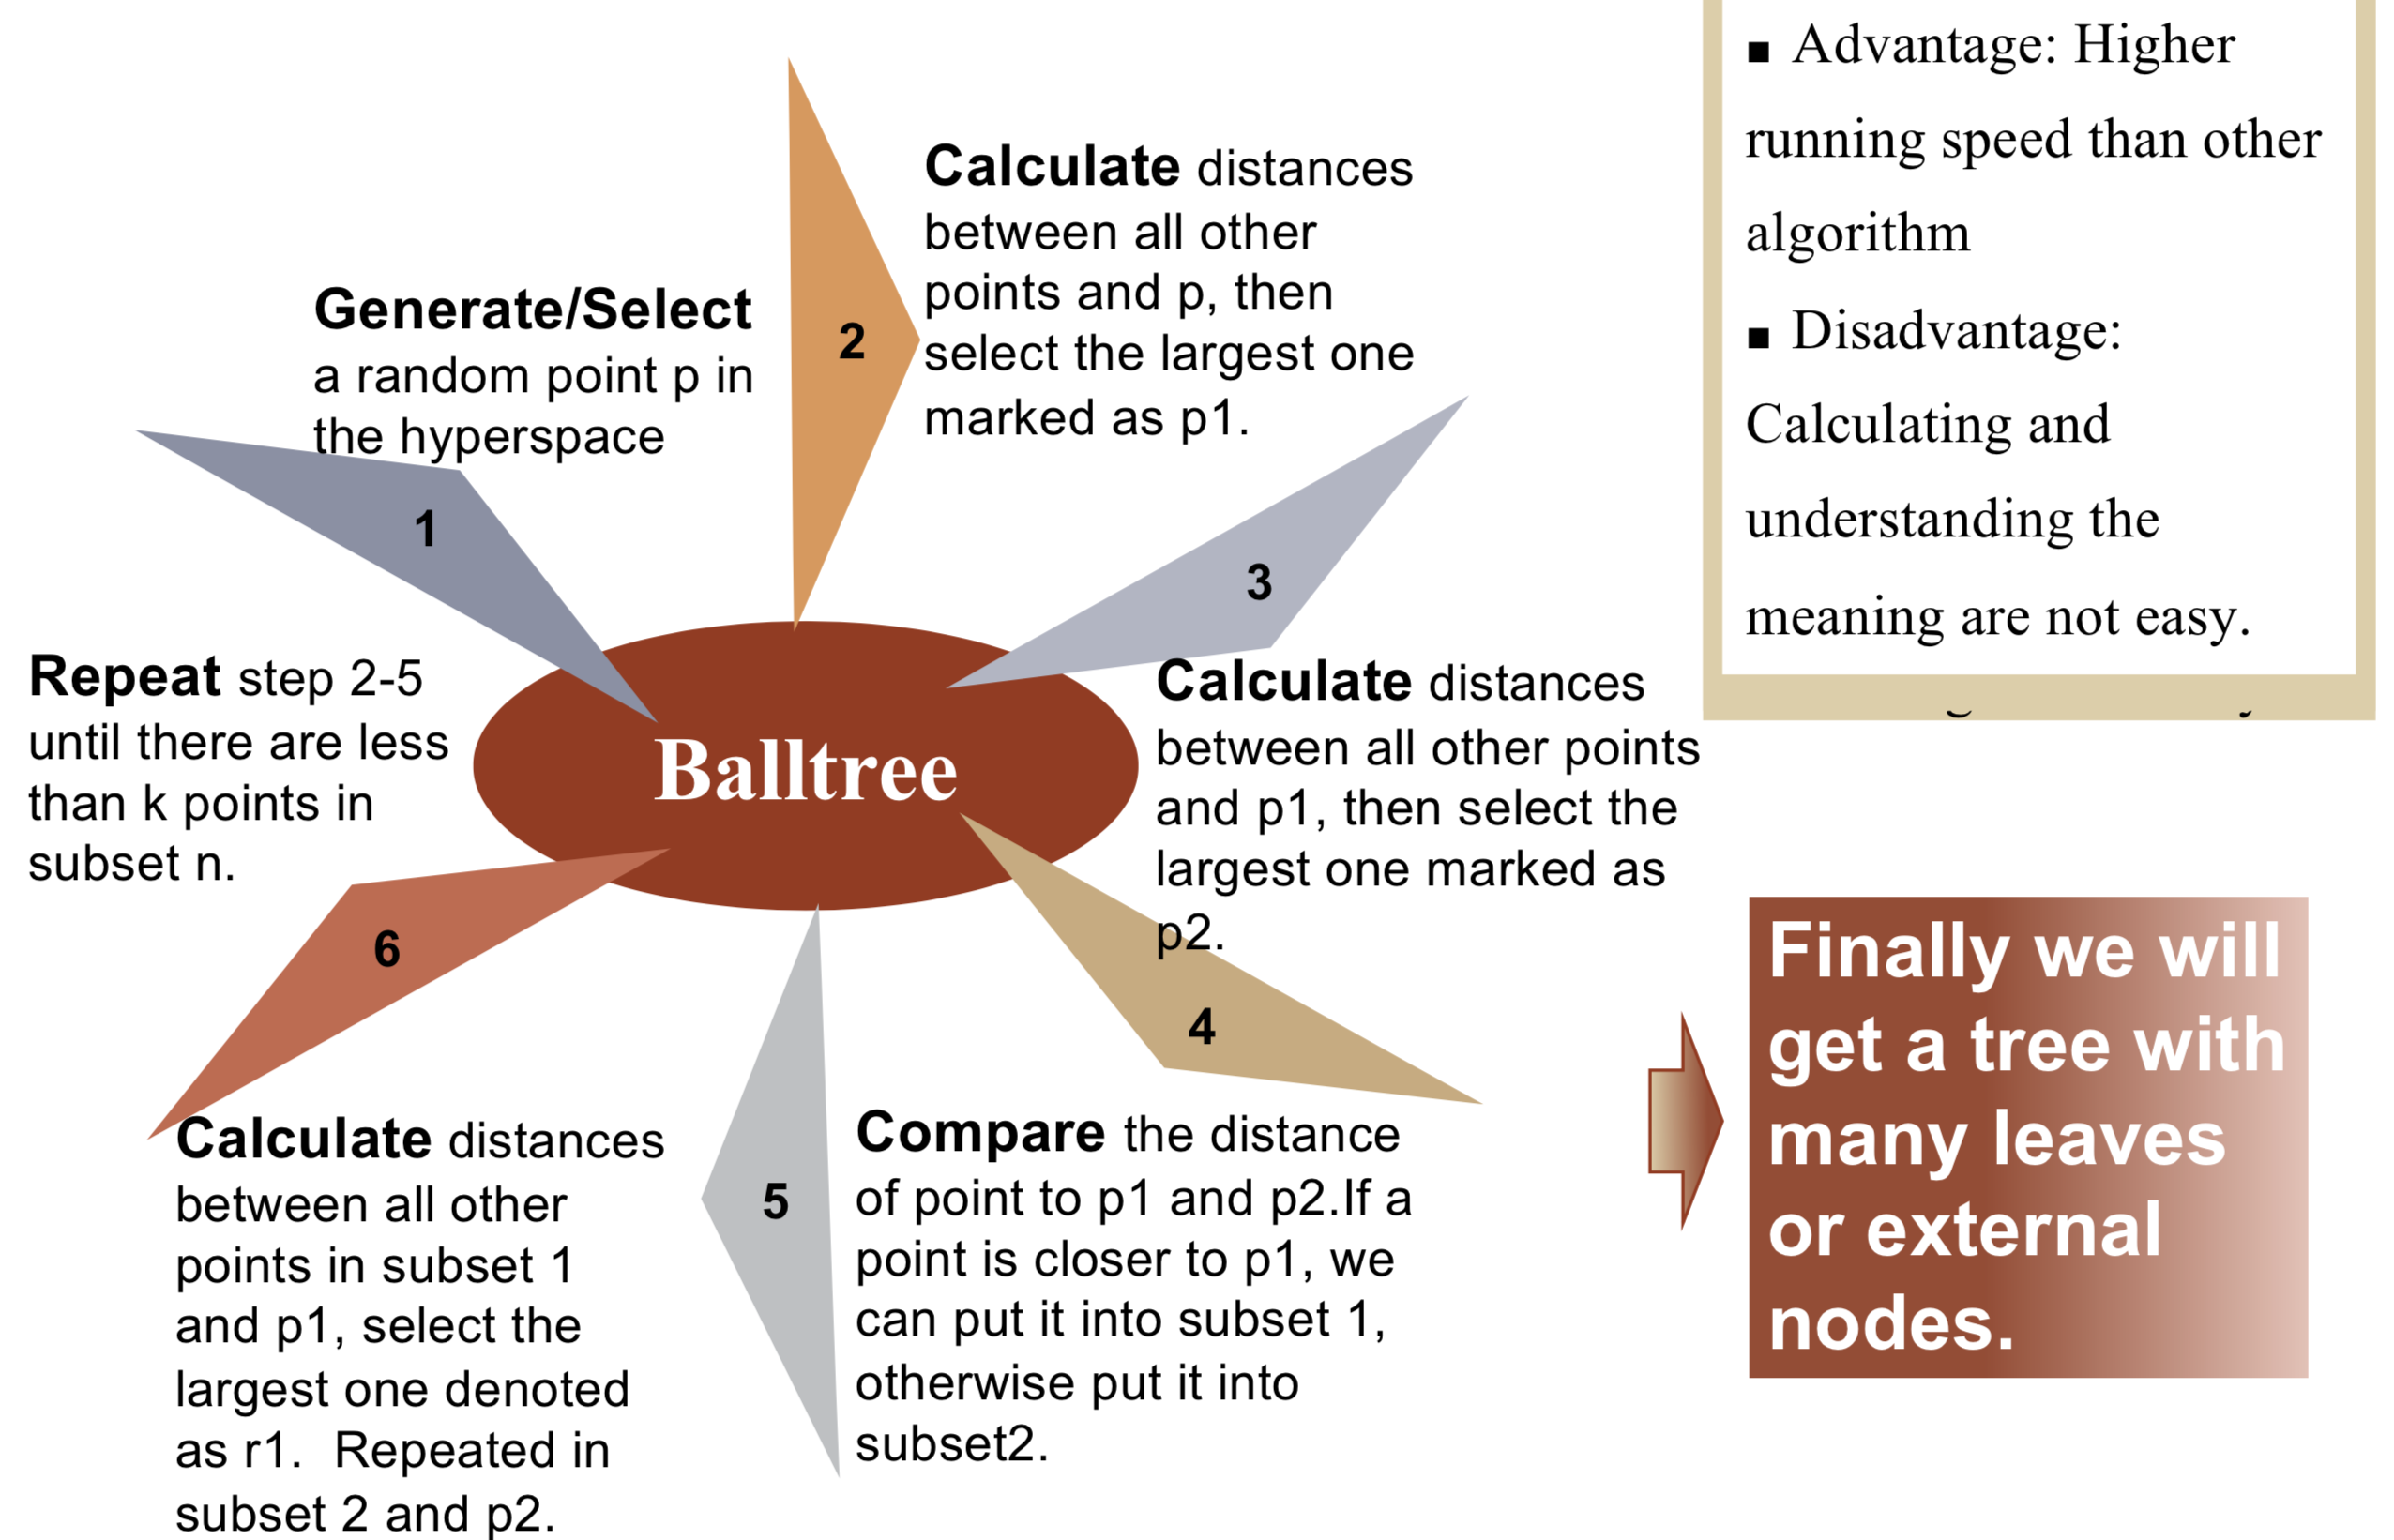 1
Generate/Select
a random point p in
the hyperspace
2
Calculate distances
between all other
points and p, then
select the largest one
marked as p1.
3
Calculate distances
between all other points
and p1, then select the
largest one marked as
p2.
4
Compare the distance
of point to p1 and p2.If a
point is closer to p1, we
can put it into subset 1,
otherwise put it into
subset2.
5
Calculate distances
between all other
points in subset 1
and p1, select the
largest one denoted
as r1.  Repeated in
subset 2 and p2.
6
Repeat step 2-5
until there are less
than k points in
subset n.
Balltree
■ Advantage: Higher
running speed than other
algorithm
■ Disadvantage:
Calculating and
understanding the
meaning are not easy.
Finally we will
get a tree with
many leaves
or external
nodes.